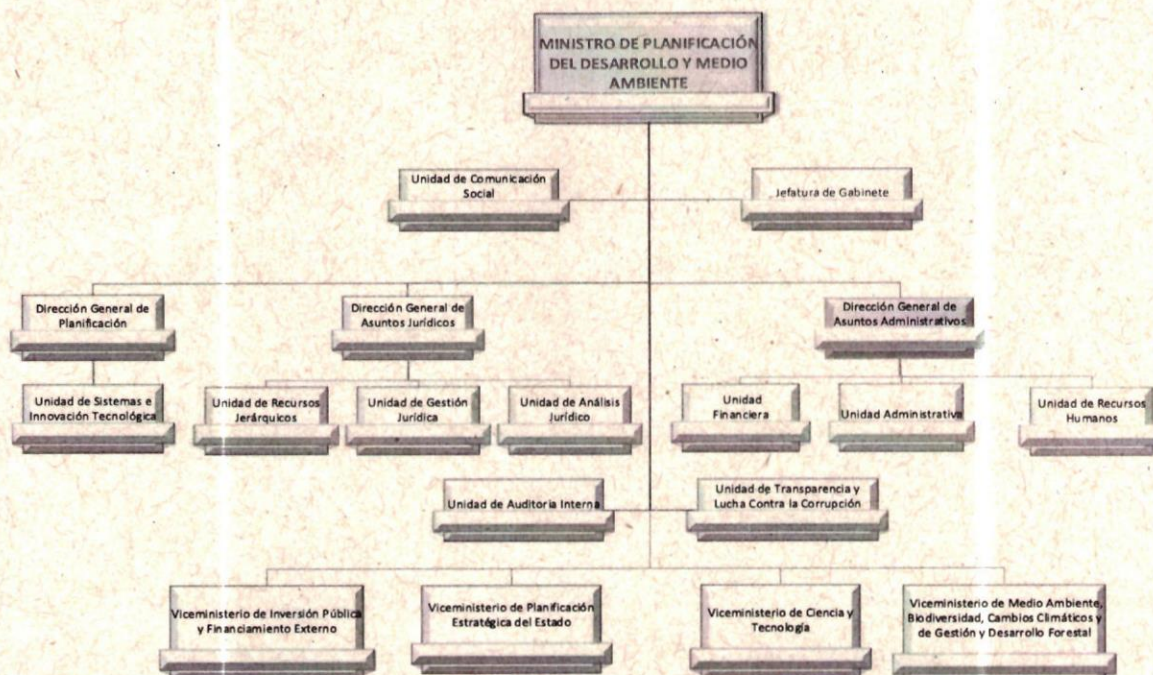 MINISTRO DE PLANIFICACIÓN
DEL DESARROLLO Y MEDIO
AMBIENTE
Unidad de Comunicación
Social
Jefatura de Gabinete
Dirección General de
Planificación
Dirección General de
Asuntos Jurídicos
Dirección General de
Asuntos Administrativos
Unidad de Sistemas e
Innovación Tecnológica
Unidad de Recursos
Jerárquicos
Unidad de Gestión
Jurídica
Unidad de Análisis
Jurídico
Unidad
Financiera
Unidad Administrativa
Unidad de Recursos
Humanos
Unidad de Auditoria Interna
Unidad de Transparencia y
Lucha Contra la Corrupción
Viceministerio de Inversión Pública
y Financiamiento Externo
Viceministerio de Planificación
Estratégica del Estado
Viceministerio de Ciencia y
Tecnología
Viceministerio de Medio Ambiente,
Biodiversidad, Cambios Climáticos y
de Gestión y Desarrollo Forestal